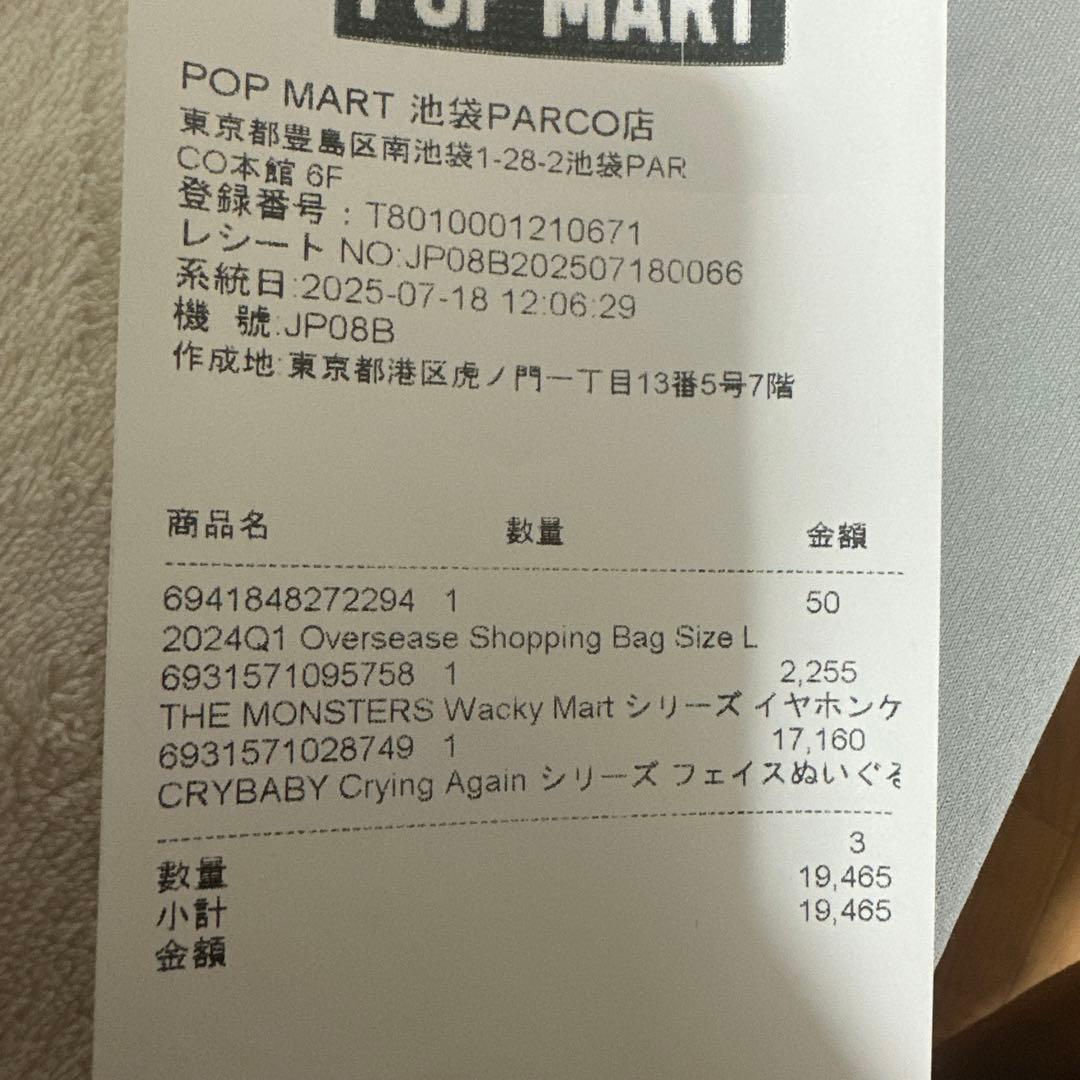 POP MART
POP MART 池袋PARCO店
東京都豊島区南池袋1-28-2池袋PAR
CO本館 6F
登録番号：T8010001210671
レシート NO:JP08B202507180066
系統日:2025-07-18 12:06:29
機 號:JP08B
作成地:東京都港区虎ノ門一丁目13番5号7階
商品名 數量 金額
6941848272294 1 50
2024Q1 Oversease Shopping Bag Size L
6931571095758 1 2,255
THE MONSTERS Wacky Mart シリーズ イヤホンケ
6931571028749 1 17,160
CRYBABY Crying Again シリーズ フェイスぬいぐる
數量 3
小計 19,465
金額 19,465